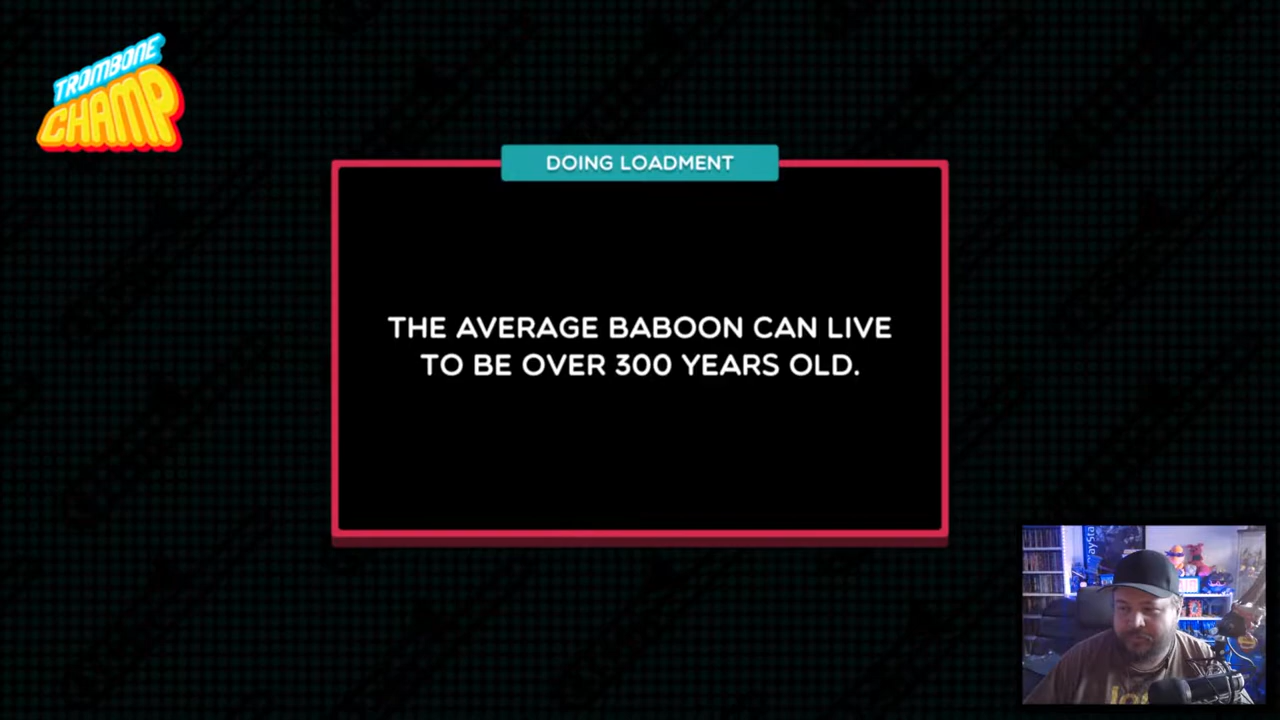 TROMBONE
CHAMP
DOING LOADMENT
THE AVERAGE BABOON CAN LIVE
TO BE OVER 300 YEARS OLD.